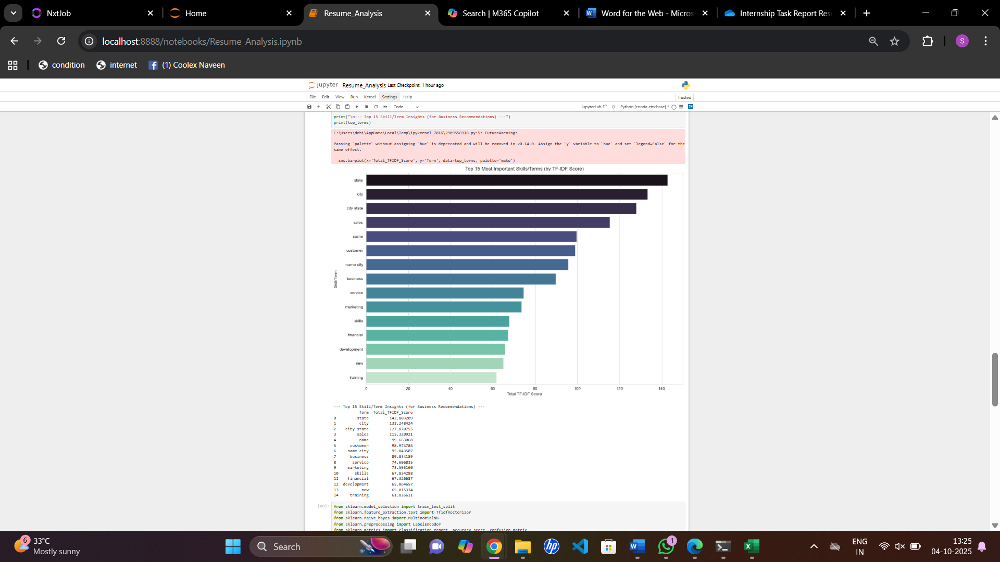 NxtJob
Home
Resume_Analysis
Search | M365 Copilot
Word for the Web - Micros
Internship Task Report Res
localhost:8888/notebooks/Resume_Analysis.ipynb
S
condition
internet
(1) Coolex Naveen
jupyter Resume_Analysis Last Checkpoint: 1 hour ago
File Edit View Run Kernel Settings Help
Trusted
Code
JupyterLab
Python [conda env:base] *
print("\n--- Top 15 Skill/Term Insights (for Business Recommendations) ---")
print(top_terms)
C:\Users\dehi\AppData\Local\Temp\ipykernel_7016\2909556918.py:5: FutureWarning:
Passing `palette` without assigning `hue` is deprecated and will be removed in v0.14.0. Assign the `y` variable to `hue` and set `legend=False` for the
same effect.
sns.barplot(x='Total_TFIDF_Score', y='Term', data=top_terms, palette='mako')
Top 15 Most Important Skills/Terms (by TF-IDF Score)
state
city
city state
sales
name
customer
name city
business
service
marketing
skills
financial
development
new
training
Skill/Term
0 20 40 60 80 100 120 140
Total TF-IDF Score
--- Top 15 Skill/Term Insights (for Business Recommendations) ---
Term Total_TFIDF_Score
0 state 142.803209
1 city 133.248424
2 city state 127.870755
3 sales 115.320921
4 name 99.663068
5 customer 98.974786
6 name city 95.843507
7 business 89.834189
8 service 74.606835
9 marketing 73.595160
10 skills 67.834288
11 financial 67.326687
12 development 65.864657
13 new 65.015334
14 training 61.826611
[80]:
from sklearn.model_selection import train_test_split
from sklearn.feature_extraction.text import TfidfVectorizer
from sklearn.naive_bayes import MultinomialNB
from sklearn.preprocessing import LabelEncoder
from sklearn.metrics import classification_report, accuracy_score, confusion_matrix
6
33°C
Mostly sunny
Search
1
ENG
IN
13:25
04-10-2025